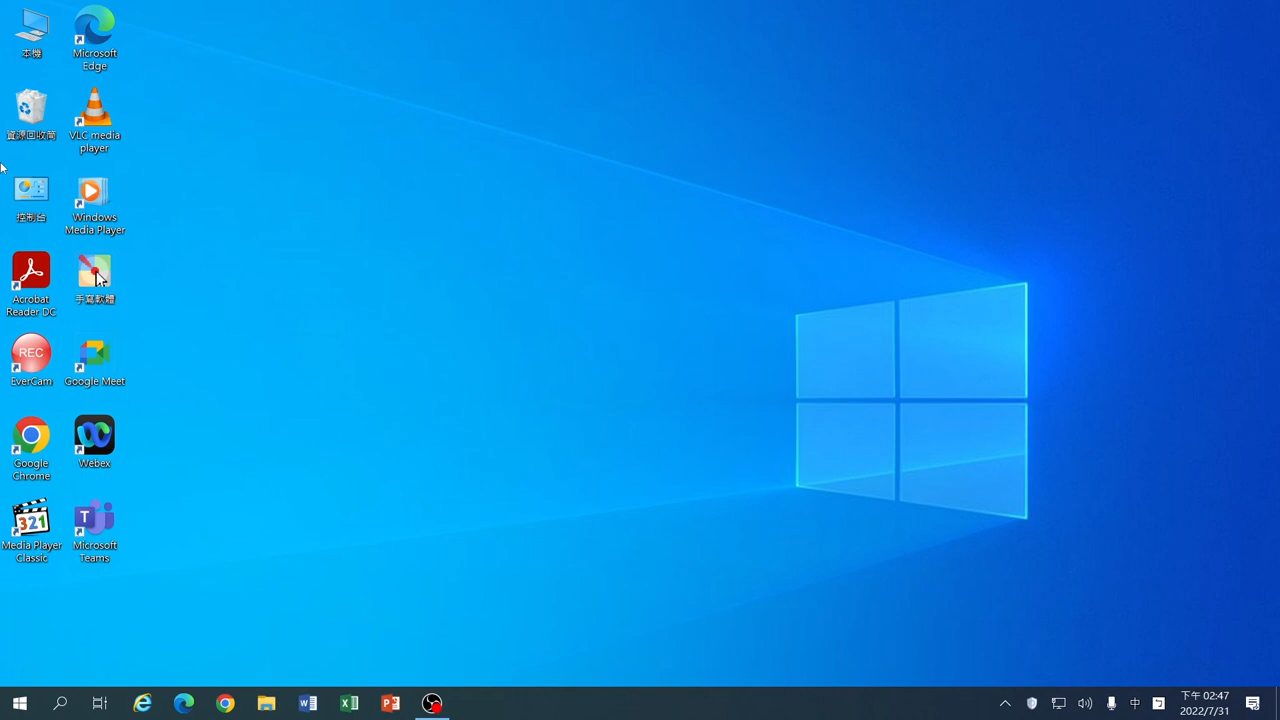 本機
Microsoft
Edge
資源回收筒
VLC media
player
控制台
Windows
Media Player
Acrobat
Reader DC
手寫軟體
REC
EverCam
Google Meet
Google
Chrome
Webex
321
Media Player
Classic
T
Microsoft
Teams
中
ㄅ
下午 02:47
2022/7/31